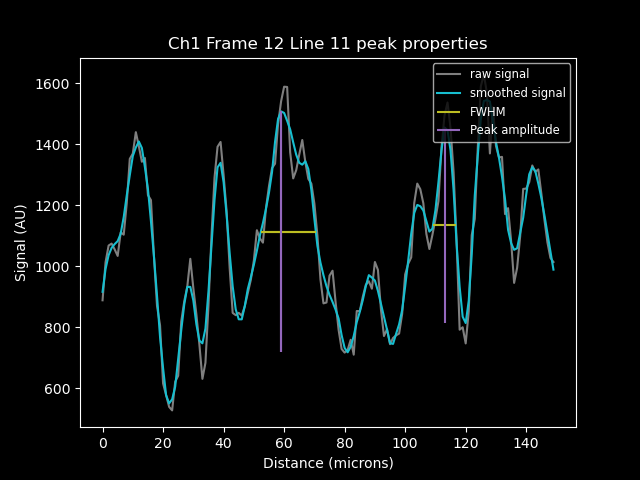 Ch1 Frame 12 Line 11 peak properties
raw signal
smoothed signal
FWHM
Peak amplitude
1600
1400
1200
1000
800
600
Signal (AU)
0 20 40 60 80 100 120 140
Distance (microns)